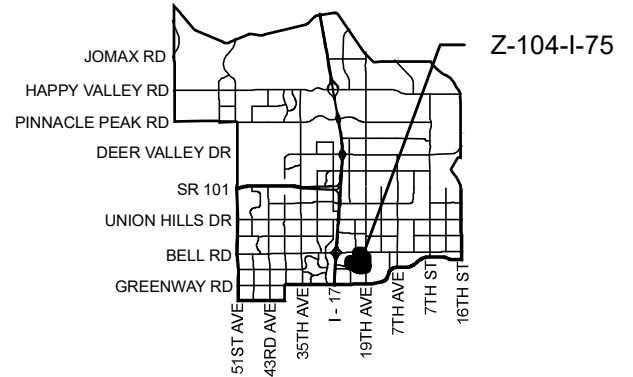 Z-104-I-75
JOMAX RD
HAPPY VALLEY RD
PINNACLE PEAK RD
DEER VALLEY DR
SR 101
UNION HILLS DR
BELL RD
GREENWAY RD
51ST AVE
43RD AVE
35TH AVE
I - 17
19TH AVE
7TH AVE
7TH ST
16TH ST